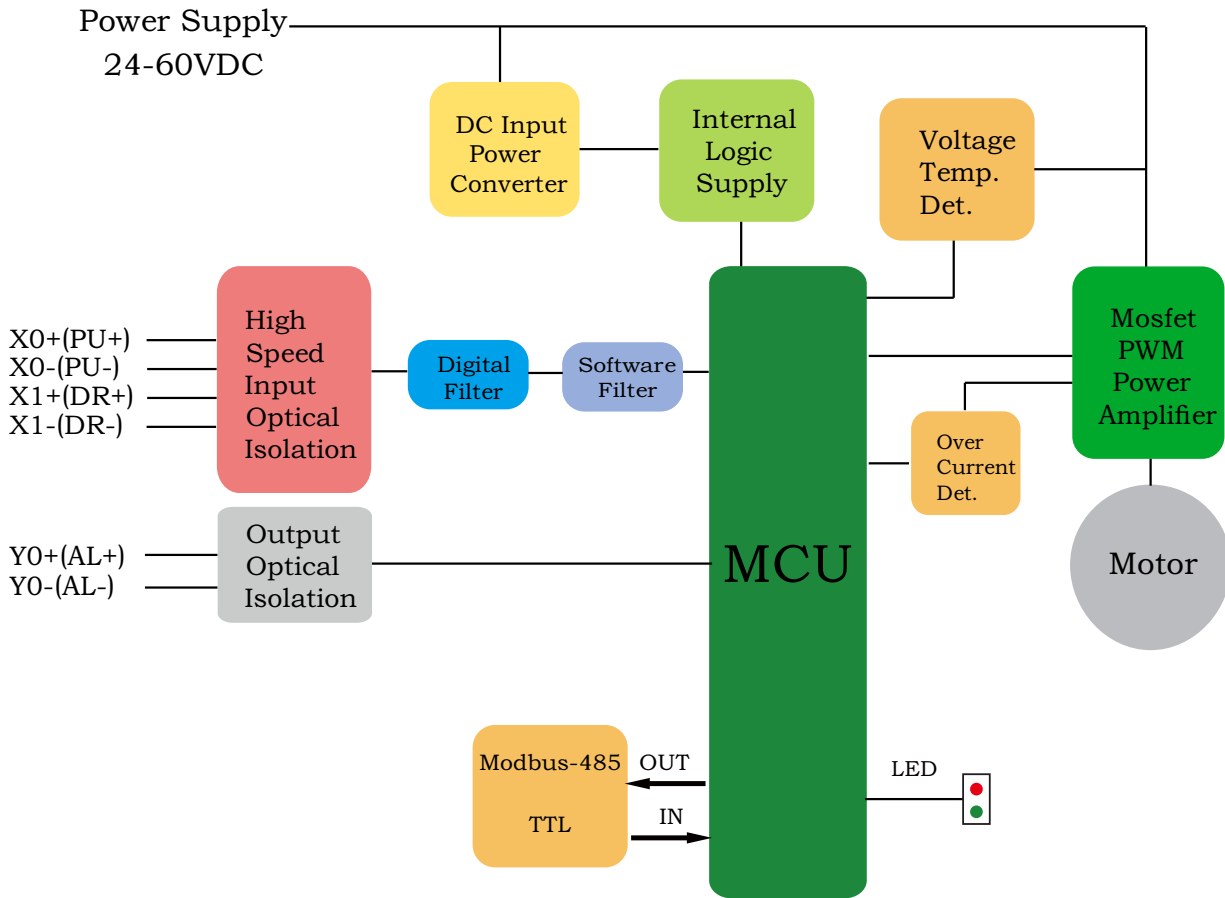 Power Supply
24-60VDC
DC Input
Power
Converter
Internal
Logic
Supply
Voltage
Temp.
Det.
X0+(PU+)
X0-(PU-)
X1+(DR+)
X1-(DR-)
High
Speed
Input
Optical
Isolation
Digital
Filter
Software
Filter
Mosfet
PWM
Power
Amplifier
Over
Current
Det.
Y0+(AL+)
Y0-(AL-)
Output
Optical
Isolation
MCU
Motor
Modbus-485
TTL
OUT
IN
LED